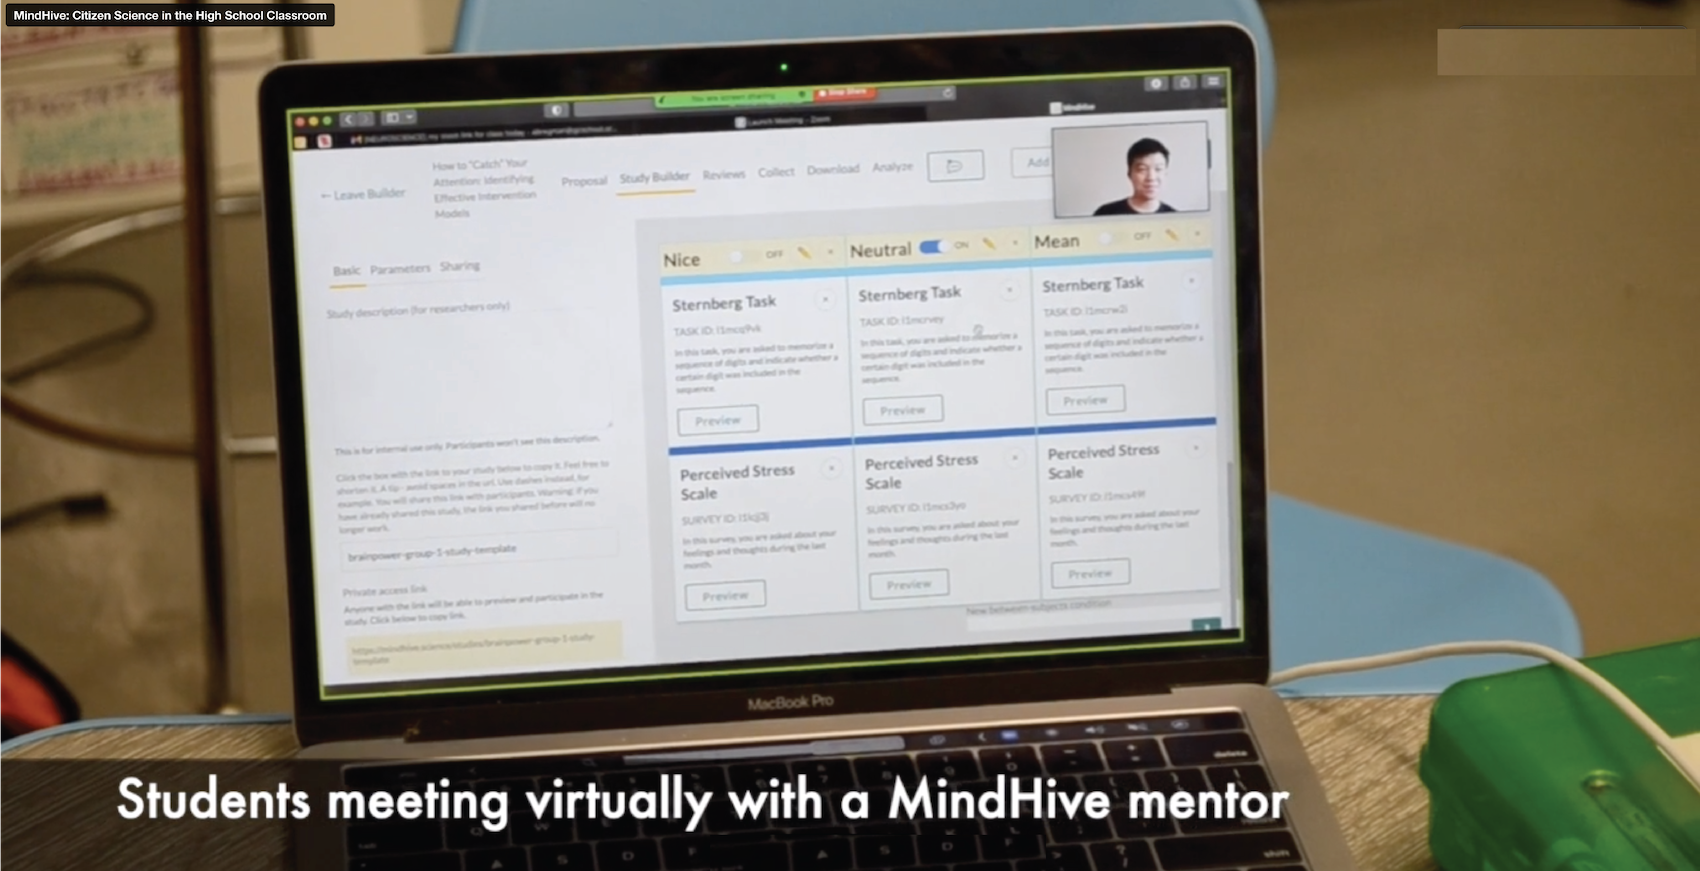 MindHive: Citizen Science in the High School Classroom
You are screen sharing
Stop Share
Launch Meeting - Zoom
MindHive
← Leave Builder
How to "Catch" Your
Attention: Identifying
Effective Intervention
Models
Proposal
Study Builder
Reviews
Collect
Download
Analyze
Add
Basic
Parameters
Sharing
Study description (for researchers only)
This is for internal use only. Participants won't see this description.
Click the box with the link to your study below to copy it. Feel free to
shorten it. A tip - avoid spaces in the url. Use dashes instead, for
example. You will share this link with participants. Warning: if you
have already shared this study, the link you shared before will no
longer work.
brainpower-group-1-study-template
Private access link
Anyone with the link will be able to preview and participate in the
study. Click below to copy link.
https://mindhive.science/studies/brainpower-group-1-study-
template
Nice
OFF
Sternberg Task
TASK ID: l1mcq9vk
In this task, you are asked to memorize a
sequence of digits and indicate whether a
certain digit was included in the
sequence.
Preview
Perceived Stress
Scale
SURVEY ID:
In this survey, you are asked about your
feelings and thoughts during the last
month.
Preview
Neutral
ON
Sternberg Task
TASK ID: l1mcrvey
In this task, you are asked to memorize a
sequence of digits and indicate whether a
certain digit was included in the
sequence.
Preview
Perceived Stress
Scale
SURVEY ID: l1mcs3yo
In this survey, you are asked about your
feelings and thoughts during the last
month.
Preview
Mean
OFF
Sternberg Task
TASK ID: l1mcrw2i
In this task, you are asked to memorize a
sequence of digits and indicate whether a
certain digit was included in the
sequence.
Preview
Perceived Stress
Scale
SURVEY ID:
In this survey, you are asked about your
feelings and thoughts during the last
month.
Preview
New between subjects condition
MacBook Pro
delete
shift
Students meeting virtually with a MindHive mentor